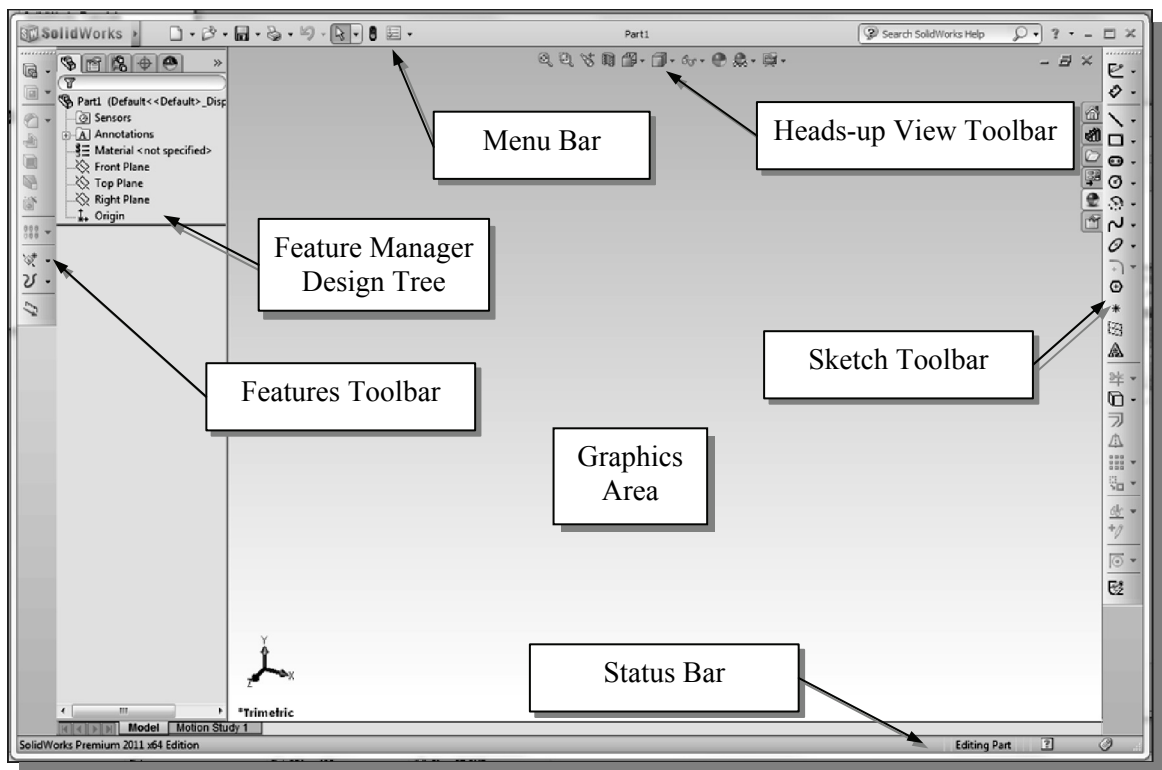 SolidWorks
Part1
Search SolidWorks Help
?
Part1 (Default<<Default>_Disp
Sensors
A Annotations
Material <not specified>
Front Plane
Top Plane
Right Plane
Origin
Menu Bar
Heads-up View Toolbar
Feature Manager
Design Tree
Sketch Toolbar
Features Toolbar
Graphics
Area
Status Bar
Y
X
Z
*Trimetric
Model
Motion Study 1
SolidWorks Premium 2011 x64 Edition
Editing Part
?